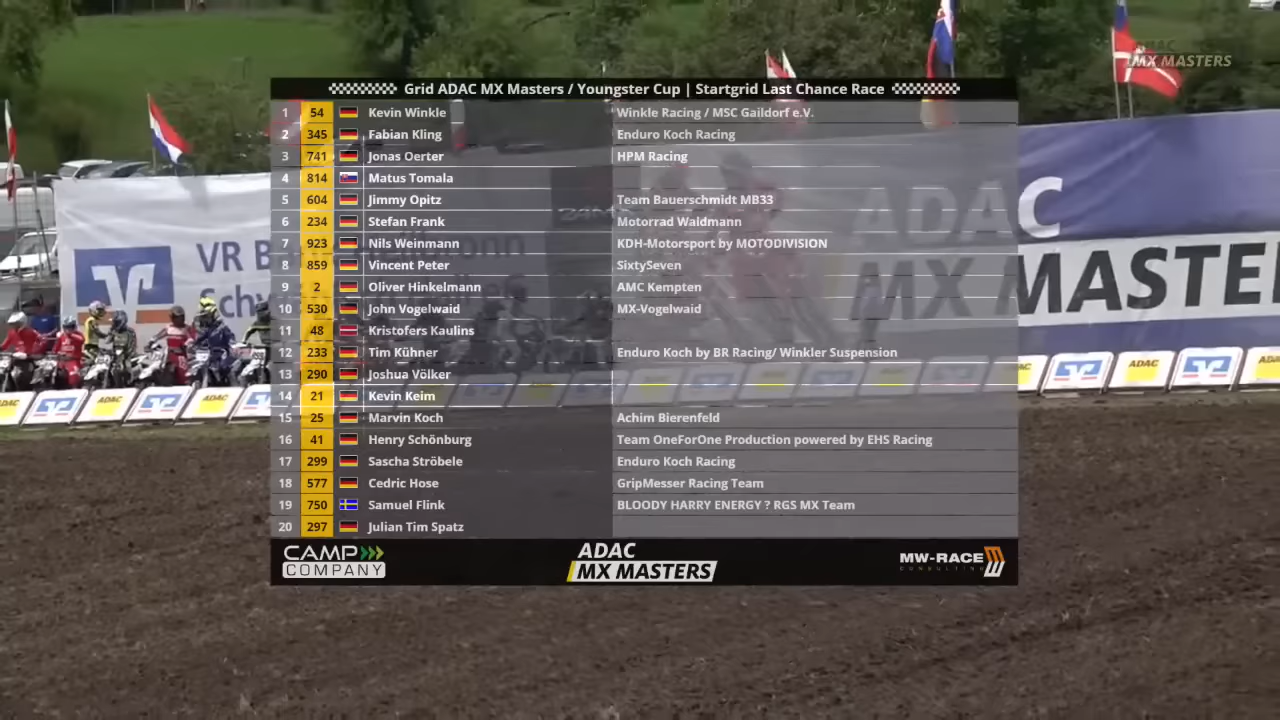 ADAC
MX MASTERS
Grid ADAC MX Masters / Youngster Cup | Startgrid Last Chance Race
1 54 Kevin Winkle Winkle Racing / MSC Gaildorf e.V.
2 345 Fabian Kling Enduro Koch Racing
3 741 Jonas Oerter HPM Racing
4 814 Matus Tomala
5 604 Jimmy Opitz Team Bauerschmidt MB33
6 234 Stefan Frank Motorrad Waidmann
7 923 Nils Weinmann KDH-Motorsport by MOTODIVISION
8 859 Vincent Peter SixtySeven
9 2 Oliver Hinkelmann AMC Kempten
10 530 John Vogelwaid MX-Vogelwaid
11 48 Kristofers Kaulins
12 233 Tim Kühner Enduro Koch by BR Racing/ Winkler Suspension
13 290 Joshua Völker
14 21 Kevin Keim
15 25 Marvin Koch Achim Bierenfeld
16 41 Henry Schönburg Team OneForOne Production powered by EHS Racing
17 299 Sascha Ströbele Enduro Koch Racing
18 577 Cedric Hose GripMesser Racing Team
19 750 Samuel Flink BLOODY HARRY ENERGY ? RGS MX Team
20 297 Julian Tim Spatz
CAMP
COMPANY
ADAC
MX MASTERS
MW-RACE
CONSULTING
VR
ADAC
MX MASTE
ADAC
ADAC
ADAC